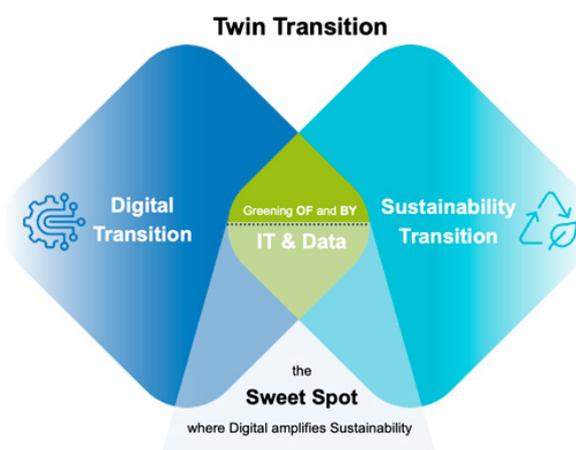 Twin Transition
Digital
Transition
Greening OF and BY
IT & Data
Sustainability
Transition
the
Sweet Spot
where Digital amplifies Sustainability